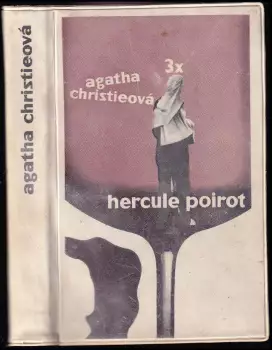 agatha christieová
3x
agatha
christieová
hercule poirot